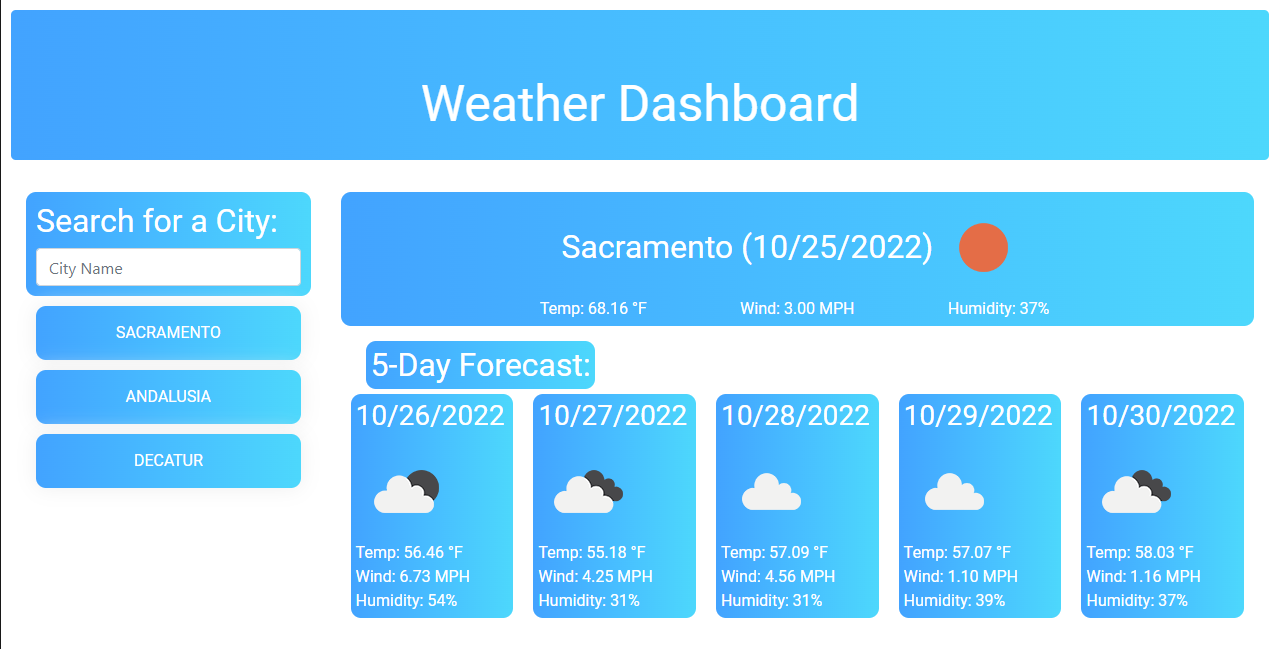 Weather Dashboard
Search for a City:
City Name
SACRAMENTO
ANDALUSIA
DECATUR
Sacramento (10/25/2022)
Temp: 68.16 °F
Wind: 3.00 MPH
Humidity: 37%
5-Day Forecast:
10/26/2022
Temp: 56.46 °F
Wind: 6.73 MPH
Humidity: 54%
10/27/2022
Temp: 55.18 °F
Wind: 4.25 MPH
Humidity: 31%
10/28/2022
Temp: 57.09 °F
Wind: 4.56 MPH
Humidity: 31%
10/29/2022
Temp: 57.07 °F
Wind: 1.10 MPH
Humidity: 39%
10/30/2022
Temp: 58.03 °F
Wind: 1.16 MPH
Humidity: 37%